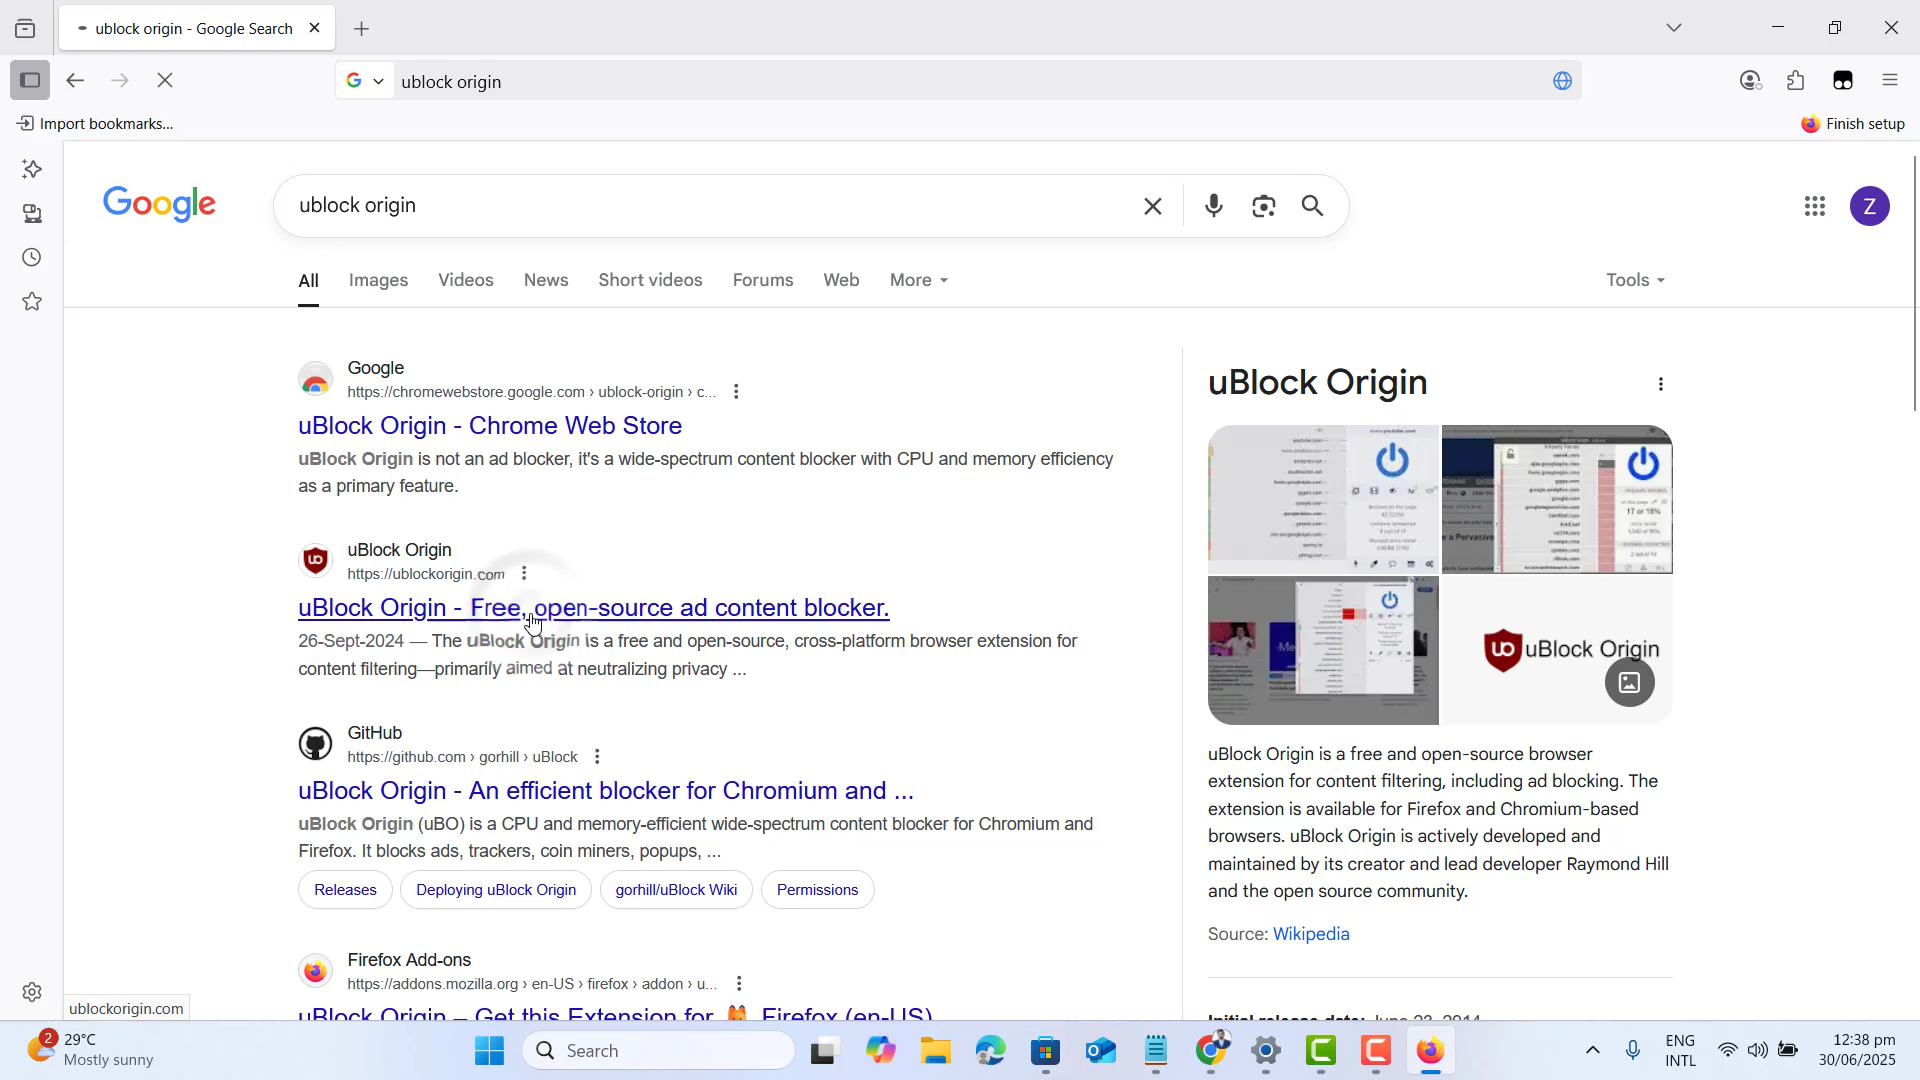 ublock origin - Google Search
ublock origin
Import bookmarks...
Finish setup
Google
ublock origin
Z
All
Images
Videos
News
Short videos
Forums
Web
More
Tools
Google
https://chromewebstore.google.com › ublock-origin › c...
uBlock Origin - Chrome Web Store
uBlock Origin is not an ad blocker, it's a wide-spectrum content blocker with CPU and memory efficiency
as a primary feature.
uBlock Origin
https://ublockorigin.com
uBlock Origin - Free, open-source ad content blocker.
26-Sept-2024 — The uBlock Origin is a free and open-source, cross-platform browser extension for
content filtering—primarily aimed at neutralizing privacy ...
GitHub
https://github.com › gorhill › uBlock
uBlock Origin - An efficient blocker for Chromium and ...
uBlock Origin (uBO) is a CPU and memory-efficient wide-spectrum content blocker for Chromium and
Firefox. It blocks ads, trackers, coin miners, popups, ...
Releases
Deploying uBlock Origin
gorhill/uBlock Wiki
Permissions
Firefox Add-ons
https://addons.mozilla.org › en-US › firefox › addon › u...
uBlock Origin – Get this Extension for 🦊 Firefox (en-US)
uBlock Origin
uBlock Origin
uBlock Origin is a free and open-source browser
extension for content filtering, including ad blocking. The
extension is available for Firefox and Chromium-based
browsers. uBlock Origin is actively developed and
maintained by its creator and lead developer Raymond Hill
and the open source community.
Source: Wikipedia
Initial release date: June 23, 2014
ublockorigin.com
2
29°C
Mostly sunny
Search
ENG
INTL
12:38 pm
30/06/2025